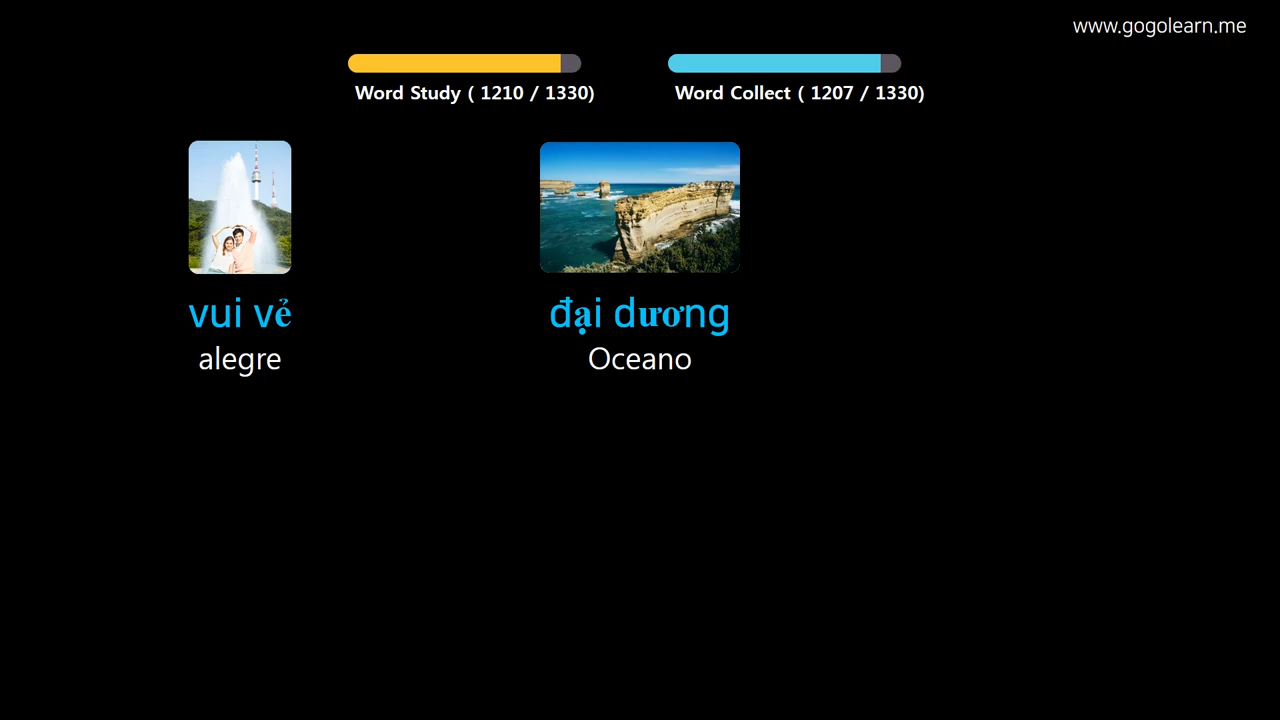 www.gogolearn.me
Word Study ( 1210 / 1330)
Word Collect ( 1207 / 1330)
vui vẻ
đại dương
alegre
Oceano